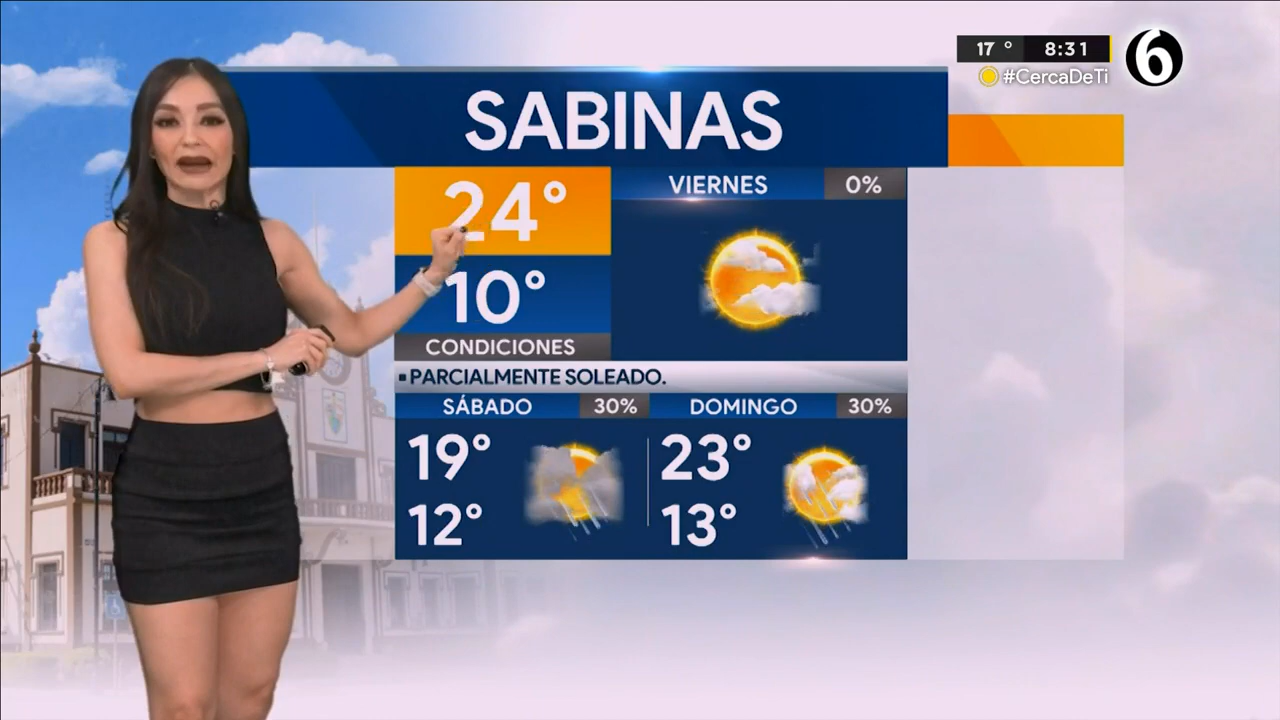 17 ° 8:31
6
#CercaDeTi
SABINAS
24°
10°
CONDICIONES
VIERNES 0%
▪PARCIALMENTE SOLEADO.
SÁBADO 30%
19°
12°
DOMINGO 30%
23°
13°